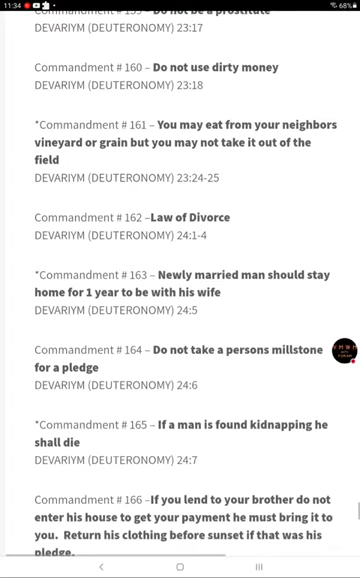 11:34
68%
Commandment # 159 – Do not be a prostitute
DEVARIYM (DEUTERONOMY) 23:17
Commandment # 160 – Do not use dirty money
DEVARIYM (DEUTERONOMY) 23:18
*Commandment # 161 – You may eat from your neighbors
vineyard or grain but you may not take it out of the
field
DEVARIYM (DEUTERONOMY) 23:24-25
Commandment # 162 –Law of Divorce
DEVARIYM (DEUTERONOMY) 24:1-4
*Commandment # 163 – Newly married man should stay
home for 1 year to be with his wife
DEVARIYM (DEUTERONOMY) 24:5
Commandment # 164 – Do not take a persons millstone
for a pledge
DEVARIYM (DEUTERONOMY) 24:6
*Commandment # 165 – If a man is found kidnapping he
shall die
DEVARIYM (DEUTERONOMY) 24:7
Commandment # 166 –If you lend to your brother do not
enter his house to get your payment he must bring it to
you. Return his clothing before sunset if that was his
pledge.